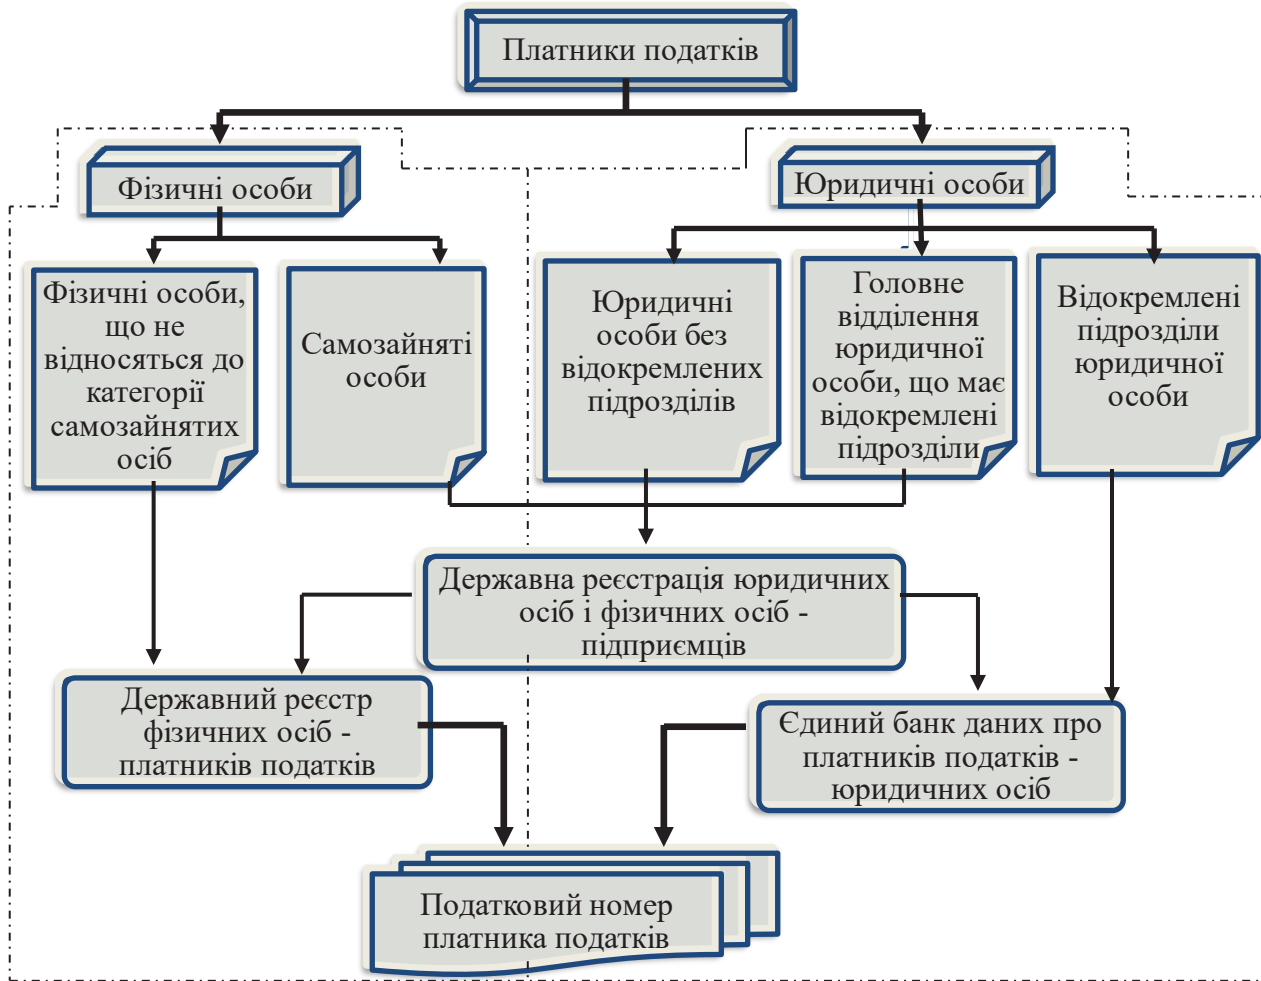 Платники податків
Фізичні особи
Юридичні особи
Фізичні особи,
що не
відносяться до
категорії
самозайнятих
осіб
Самозайняті
особи
Юридичні
особи без
відокремлених
підрозділів
Головне
відділення
юридичної
особи, що має
відокремлені
підрозділи
Відокремлені
підрозділи
юридичної
особи
Державна реєстрація юридичних
осіб і фізичних осіб -
підприємців
Державний реєстр
фізичних осіб -
платників податків
Єдиний банк даних про
платників податків -
юридичних осіб
Податковий номер
платника податків